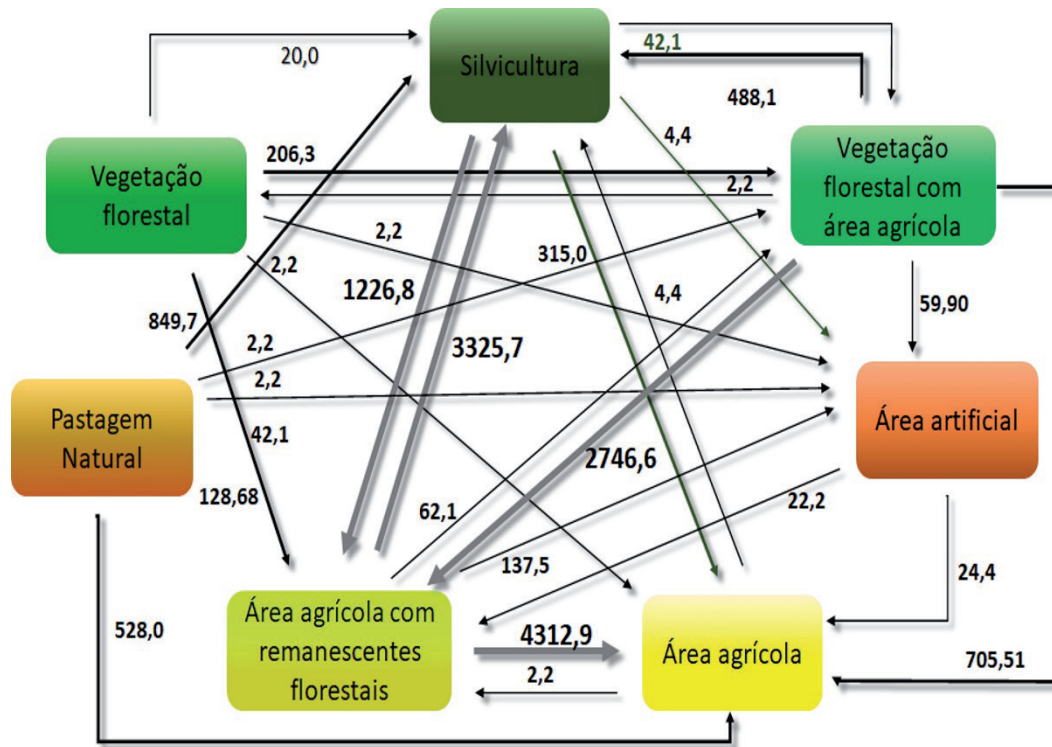 Silvicultura
20,0
42,1
488,1
4,4
Vegetação
florestal
206,3
2,2
Vegetação
florestal com
área agrícola
2,2
2,2
315,0
1226,8
4,4
59,90
849,7
3325,7
2,2
2,2
Pastagem
Natural
42,1
Área artificial
2746,6
128,68
62,1
22,2
137,5
24,4
528,0
Área agrícola com
remanescentes
florestais
4312,9
2,2
Área agrícola
705,51